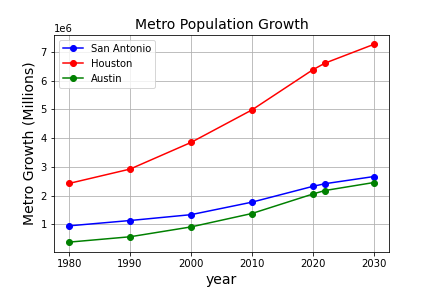 Metro Population Growth
1e6
San Antonio
Houston
Austin
7
6
5
4
3
2
1
Metro Growth (Millions)
1980 1990 2000 2010 2020 2030
year